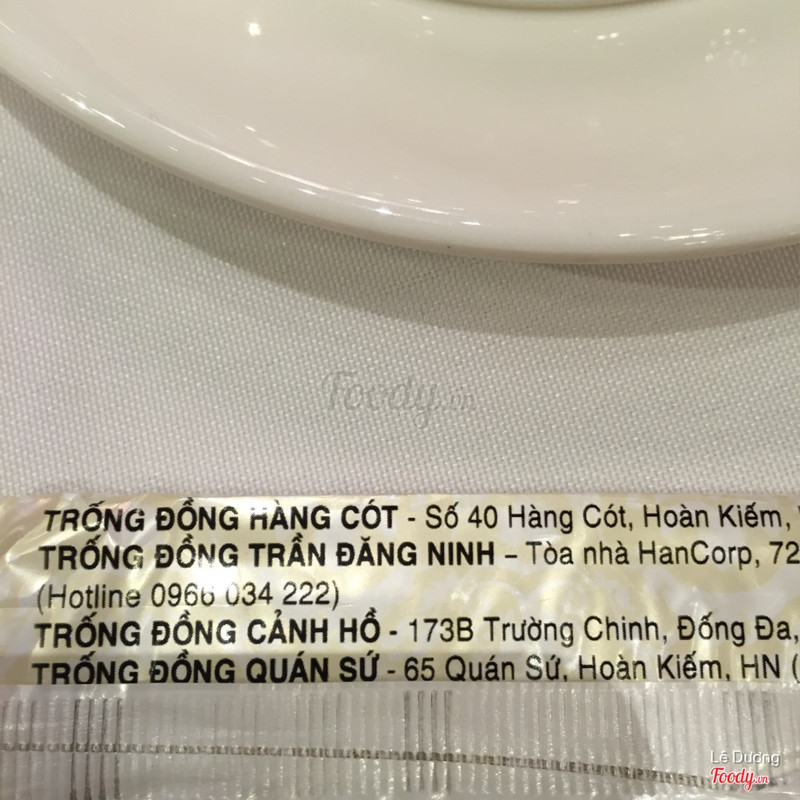 Foody.vn
TRỐNG ĐỒNG HÀNG CÓT - Số 40 Hàng Cót, Hoàn Kiếm,
TRỐNG ĐỒNG TRẦN ĐĂNG NINH – Tòa nhà HanCorp, 72
(Hotline 0966 034 222)
TRỐNG ĐỒNG CẢNH HỒ - 173B Trường Chinh, Đống Đa,
TRỐNG ĐỒNG QUÁN SỨ - 65 Quán Sứ, Hoàn Kiếm, HN (
Lê Dương
Foody.vn